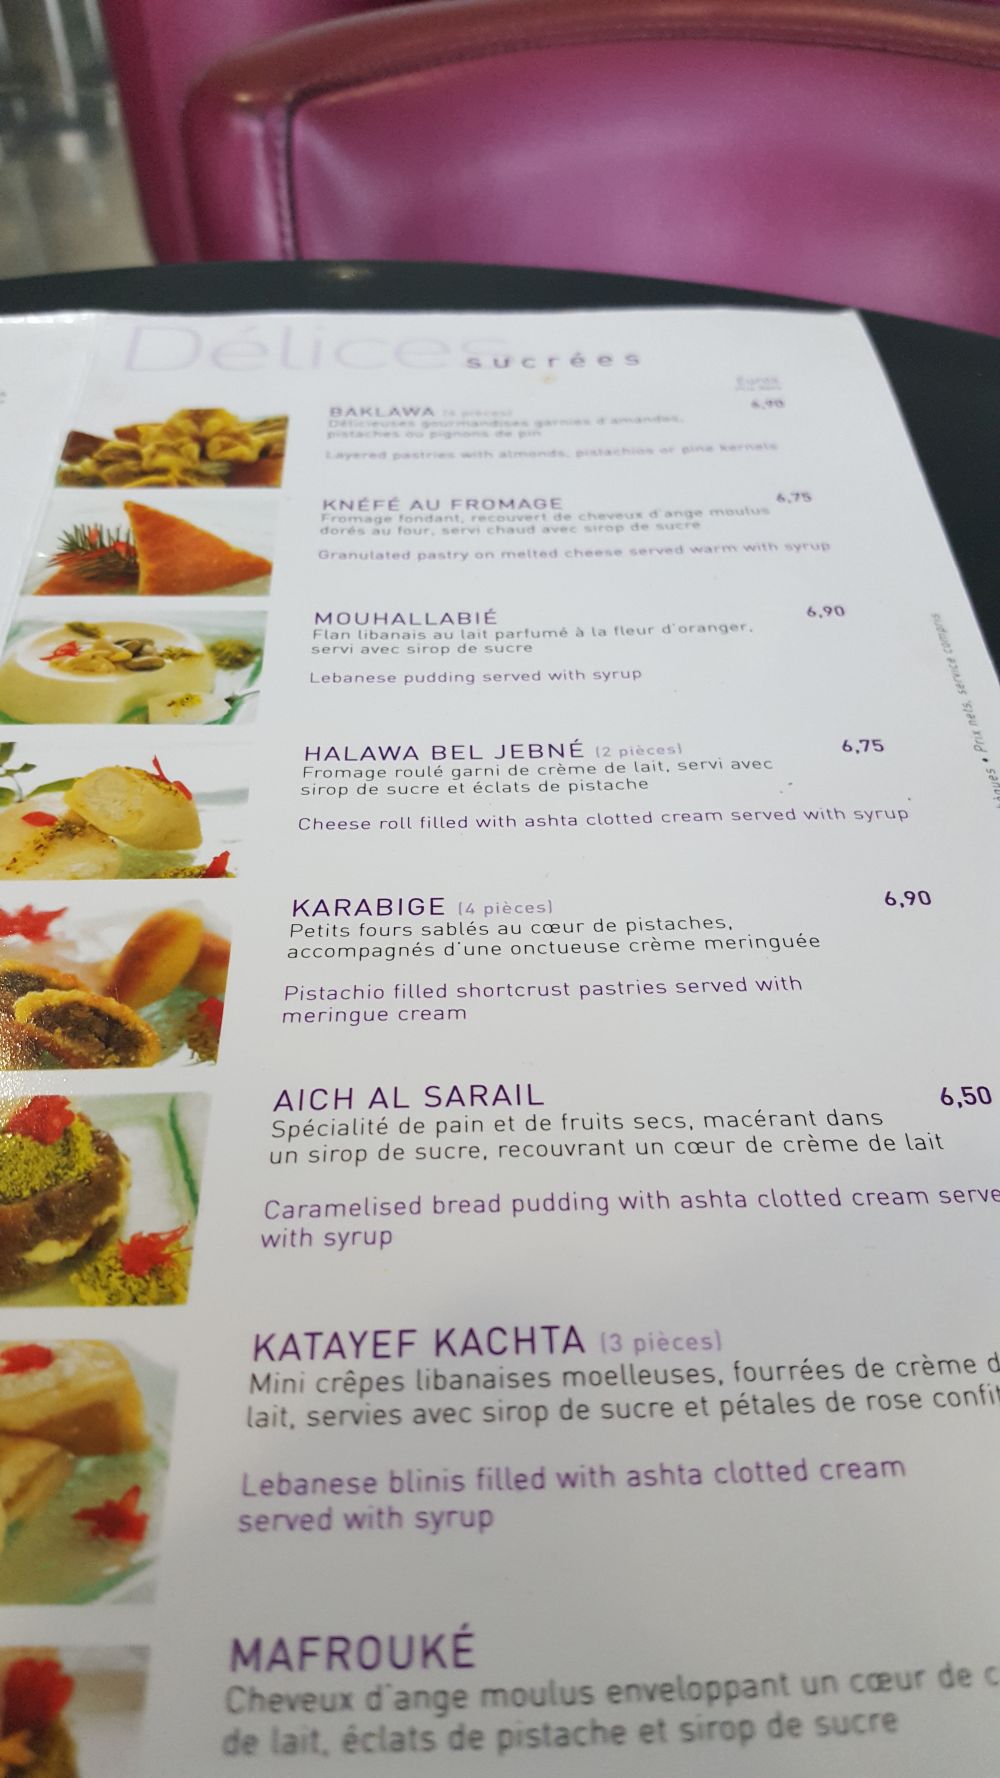 Délices sucrées
Euros
BAKLAWA (4 pièces) 6,90
Délicieuses gourmandises garnies d'amandes,
pistaches ou pignons de pin
Layered pastries with almonds, pistachios or pine kernels
KNÉFÉ AU FROMAGE 6,75
Fromage fondant, recouvert de cheveux d'ange moulus
dorés au four, servi chaud avec sirop de sucre
Granulated pastry on melted cheese served warm with syrup
MOUHALLABIÉ 6,90
Flan libanais au lait parfumé à la fleur d'oranger,
servi avec sirop de sucre
Lebanese pudding served with syrup
HALAWA BEL JEBNÉ (2 pièces) 6,75
Fromage roulé garni de crème de lait, servi avec
sirop de sucre et éclats de pistache
Cheese roll filled with ashta clotted cream served with syrup
KARABIGE (4 pièces) 6,90
Petits fours sablés au cœur de pistaches,
accompagnés d'une onctueuse crème meringuée
Pistachio filled shortcrust pastries served with
meringue cream
AICH AL SARAIL 6,50
Spécialité de pain et de fruits secs, macérant dans
un sirop de sucre, recouvrant un cœur de crème de lait
Caramelised bread pudding with ashta clotted cream serve
with syrup
KATAYEF KACHTA (3 pièces)
Mini crêpes libanaises moelleuses, fourrées de crème d
lait, servies avec sirop de sucre et pétales de rose confit
Lebanese blinis filled with ashta clotted cream
served with syrup
MAFROUKÉ
Cheveux d'ange moulus enveloppant un cœur de c
de lait, éclats de pistache et sirop de sucre
• Prix nets, service compris